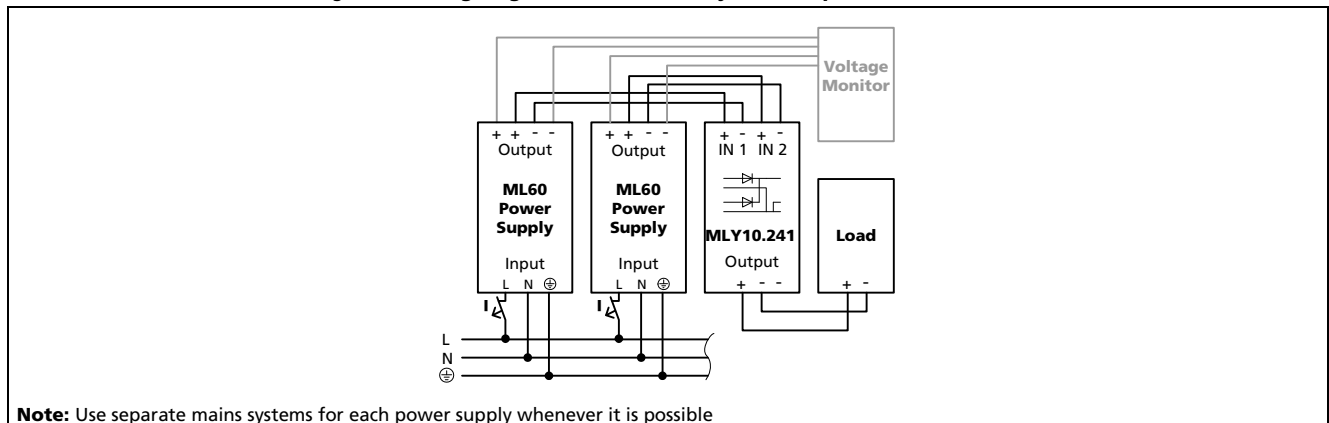 Voltage
Monitor
+ + - -
Output
ML60
Power
Supply
Input
L N
I
+ + - -
Output
ML60
Power
Supply
Input
L N
I
+ - + -
IN 1 IN 2
MLY10.241
Output
+ - -
Load
+ -
L
N
Note: Use separate mains systems for each power supply whenever it is possible